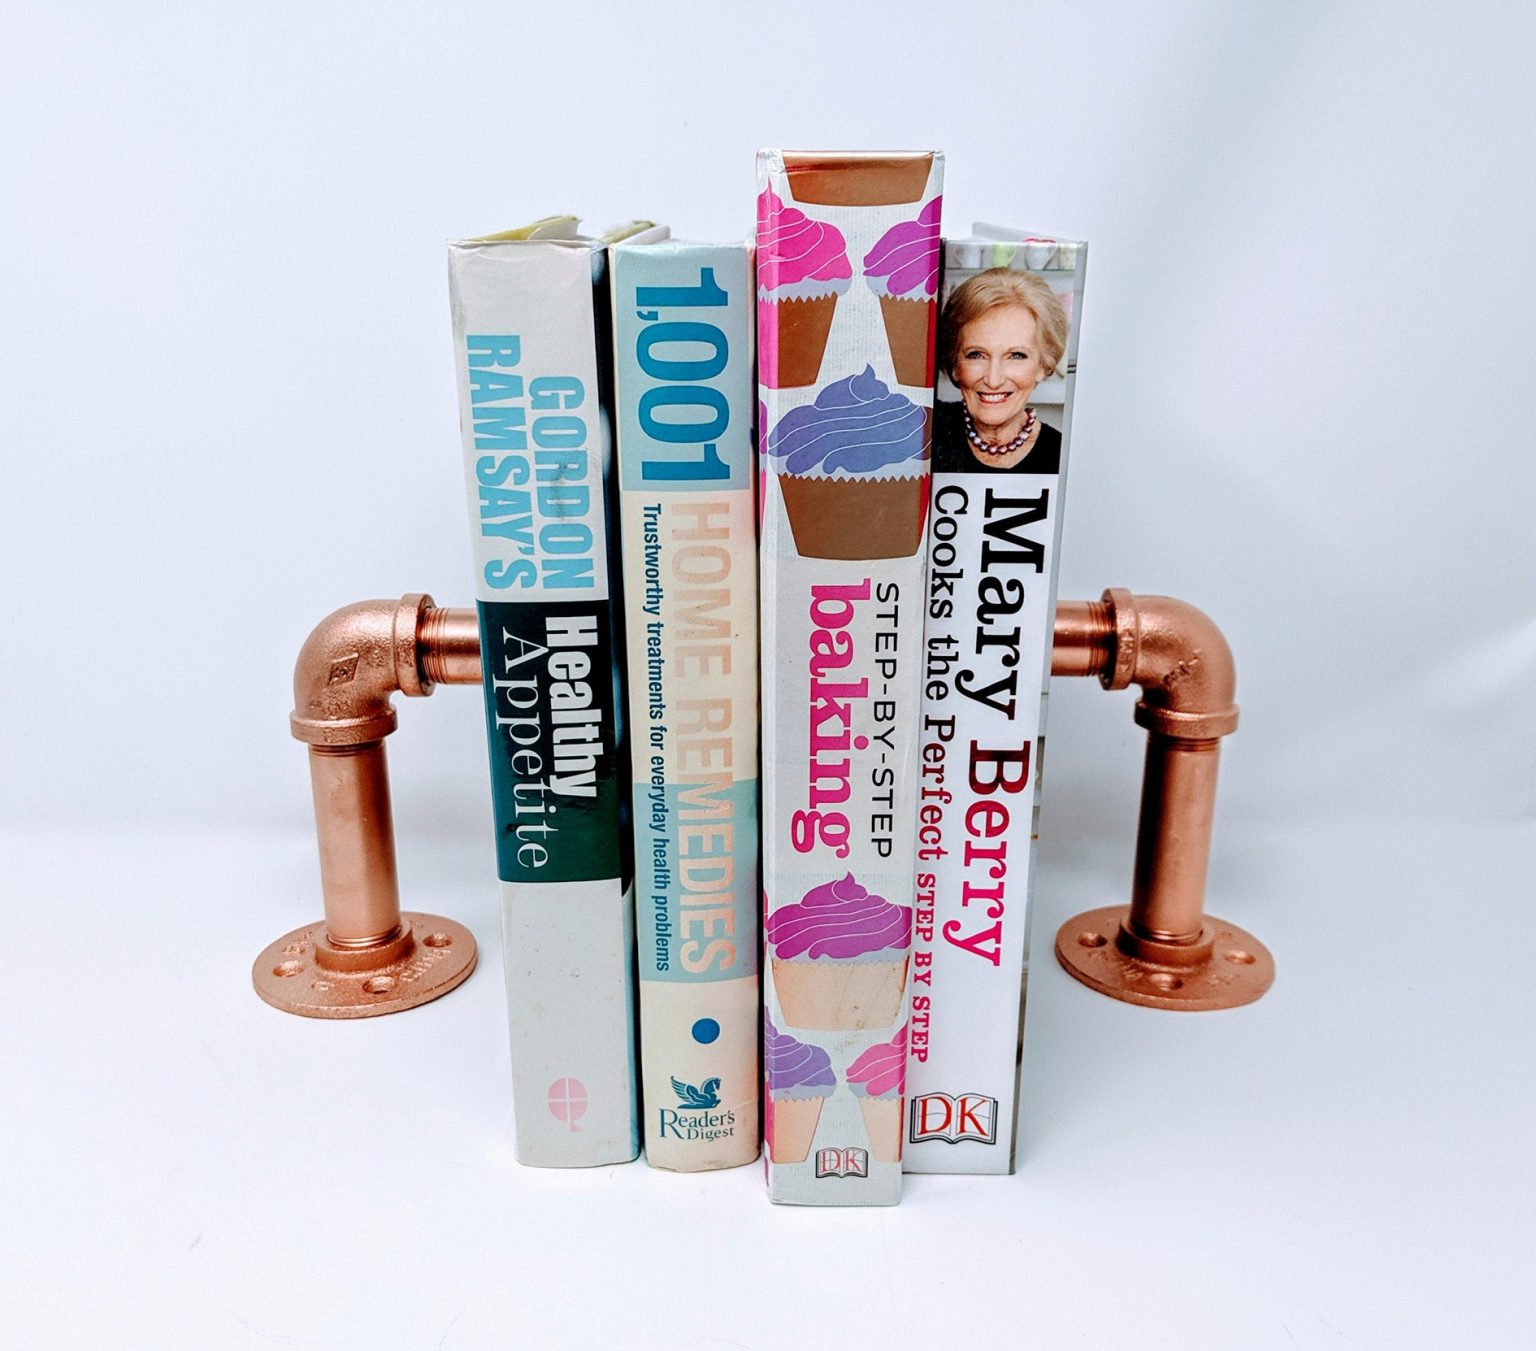 GORDON
RAMSAY'S
Healthy
Appetite
1,001
HOME REMEDIES
Trustworthy treatments for everyday health problems
Reader's
Digest
STEP-BY-STEP
baking
DK
Mary Berry
Cooks the Perfect STEP BY STEP
DK